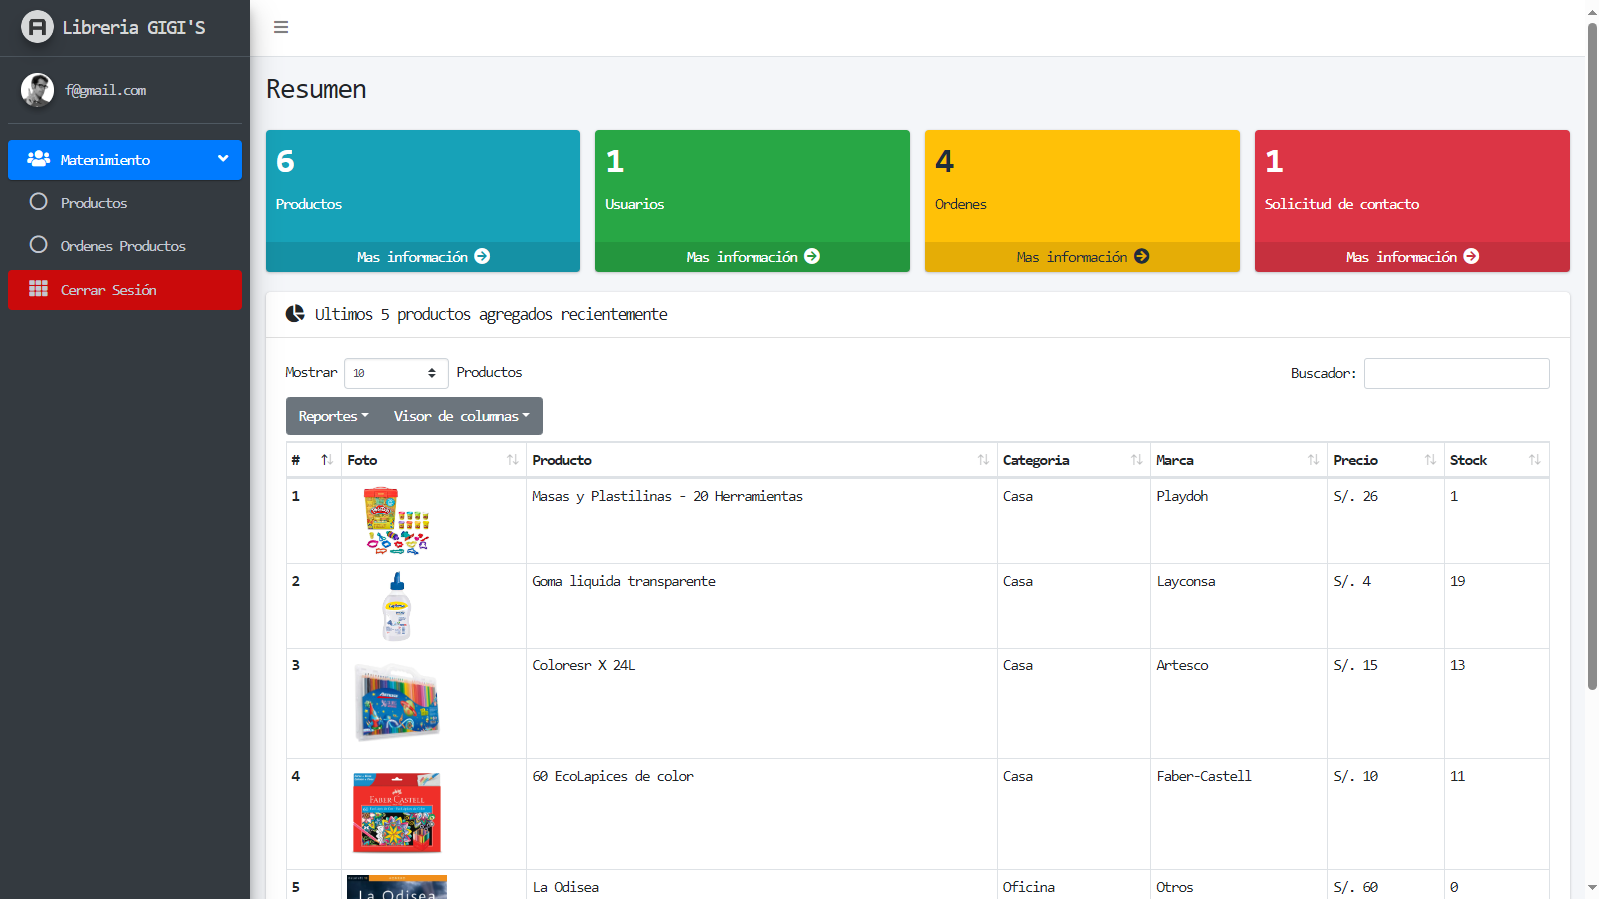 Libreria GIGI'S
f@gmail.com
Matenimiento
Productos
Ordenes Productos
Cerrar Sesión
Resumen
6
Productos
Mas información
1
Usuarios
Mas información
4
Ordenes
Mas información
1
Solicitud de contacto
Mas información
Ultimos 5 productos agregados recientemente
Mostrar 10 Productos
Buscador:
Reportes Visor de columnas
# Foto Producto Categoria Marca Precio Stock
1 Masas y Plastilinas - 20 Herramientas Casa Playdoh S/. 26 1
2 Goma liquida transparente Casa Layconsa S/. 4 19
3 Coloresr X 24L Casa Artesco S/. 15 13
4 60 EcoLapices de color Casa Faber-Castell S/. 10 11
FABER-CASTELL
5 La Odisea Oficina Otros S/. 60 0
La Odisea